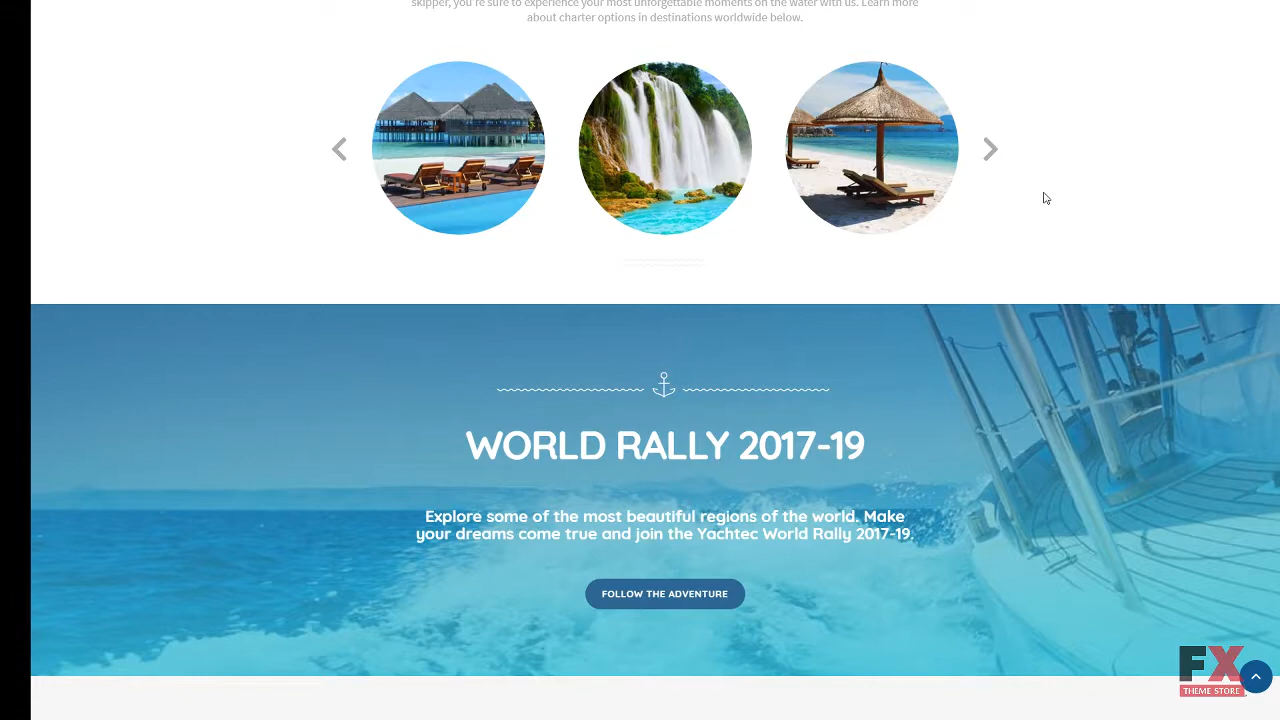 skipper, you're sure to experience your most unforgettable moments on the water with us. Learn more
about charter options in destinations worldwide below.
WORLD RALLY 2017-19
Explore some of the most beautiful regions of the world. Make
your dreams come true and join the Yachtec World Rally 2017-19.
FOLLOW THE ADVENTURE
FX
THEME STORE